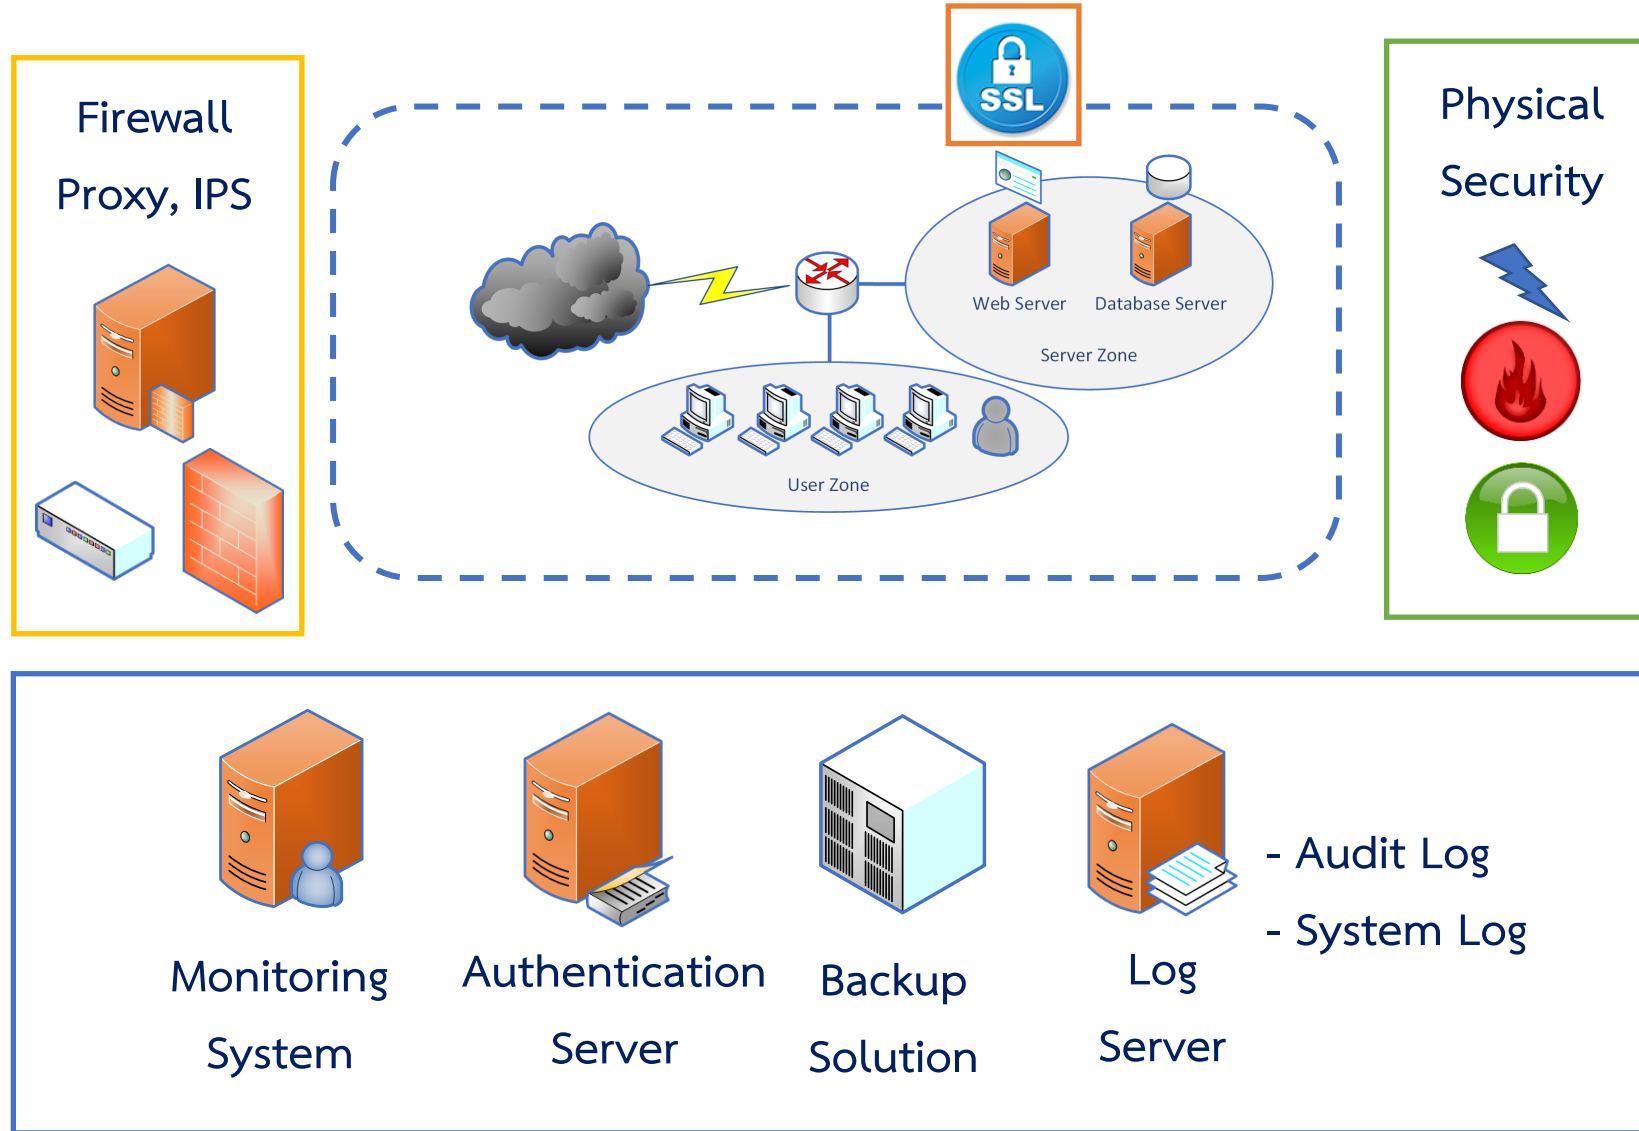 Firewall
Proxy, IPS
SSL
Web Server
Database Server
Server Zone
User Zone
Physical
Security
Monitoring
System
Authentication
Server
Backup
Solution
Log
Server
- Audit Log
- System Log